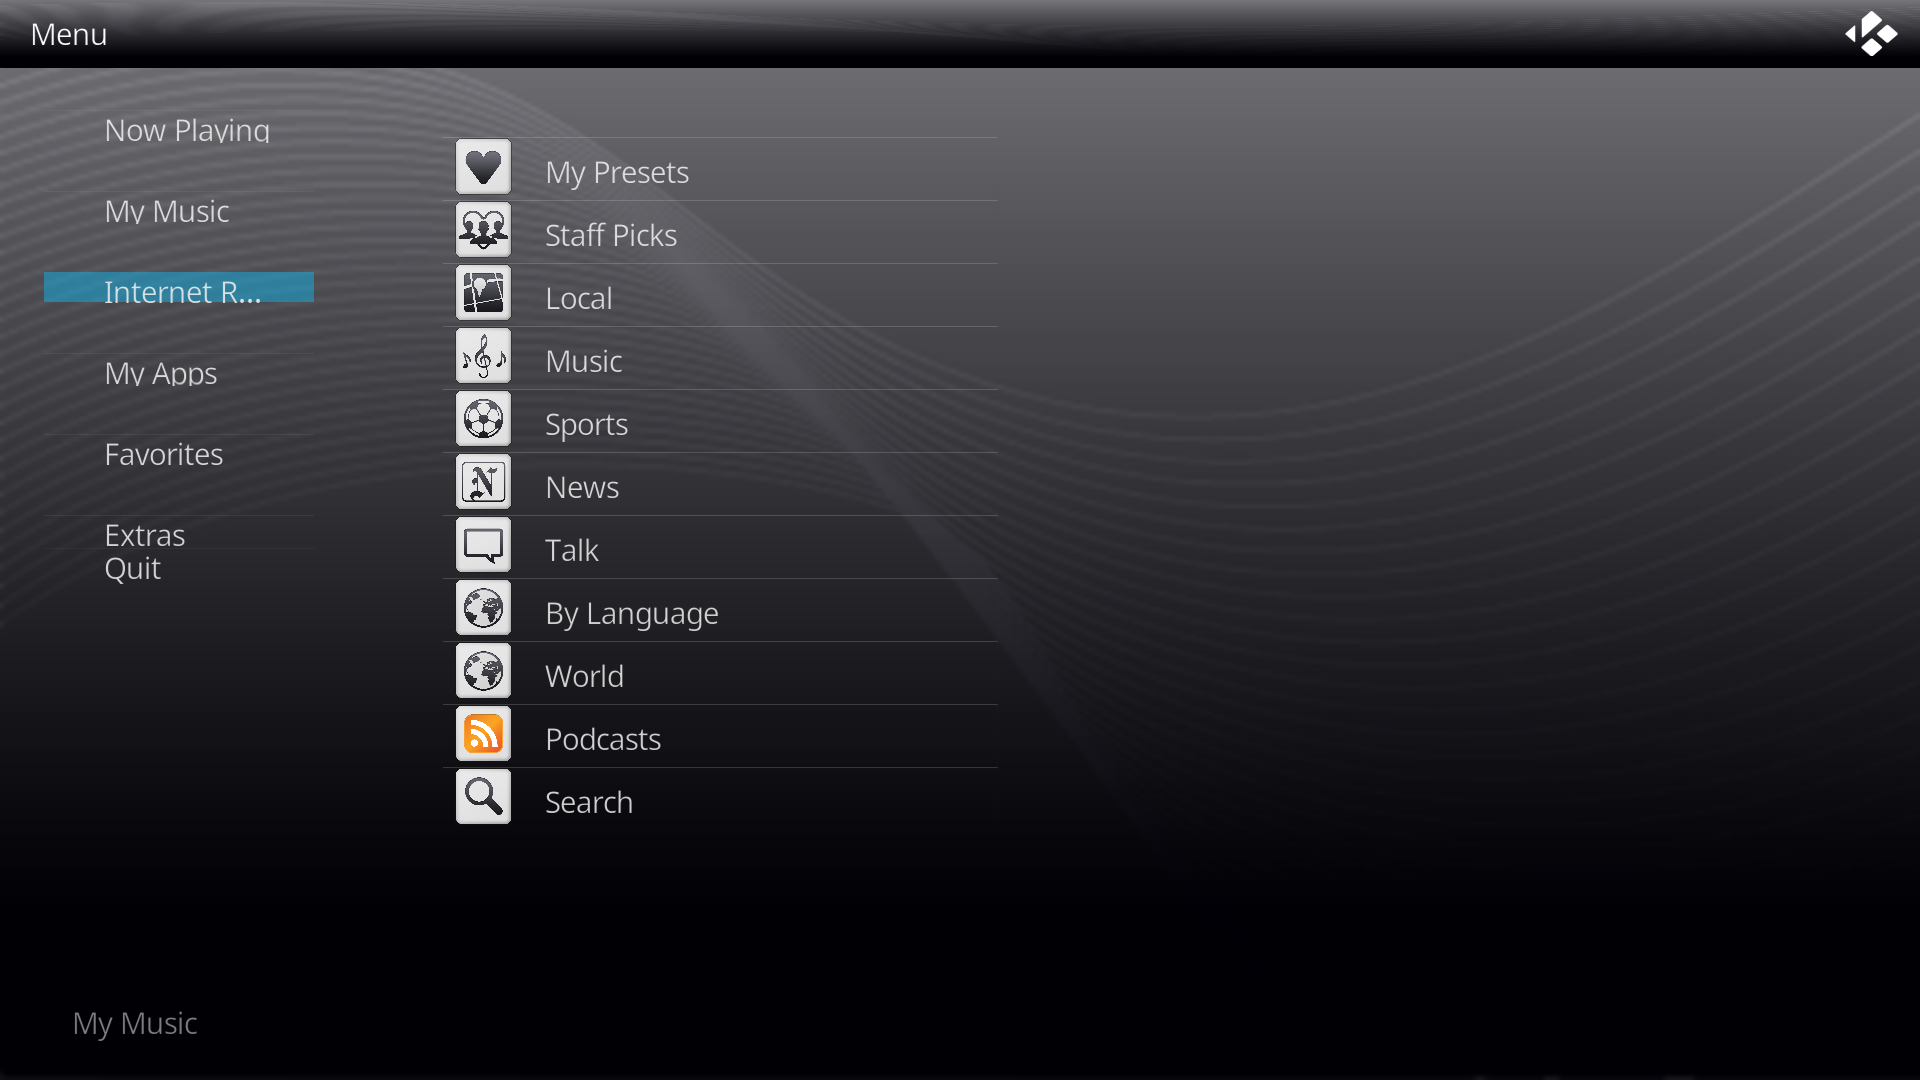 Menu
Now Playing
My Music
Internet R...
My Apps
Favorites
Extras
Quit
My Presets
Staff Picks
Local
Music
Sports
News
Talk
By Language
World
Podcasts
Search
My Music